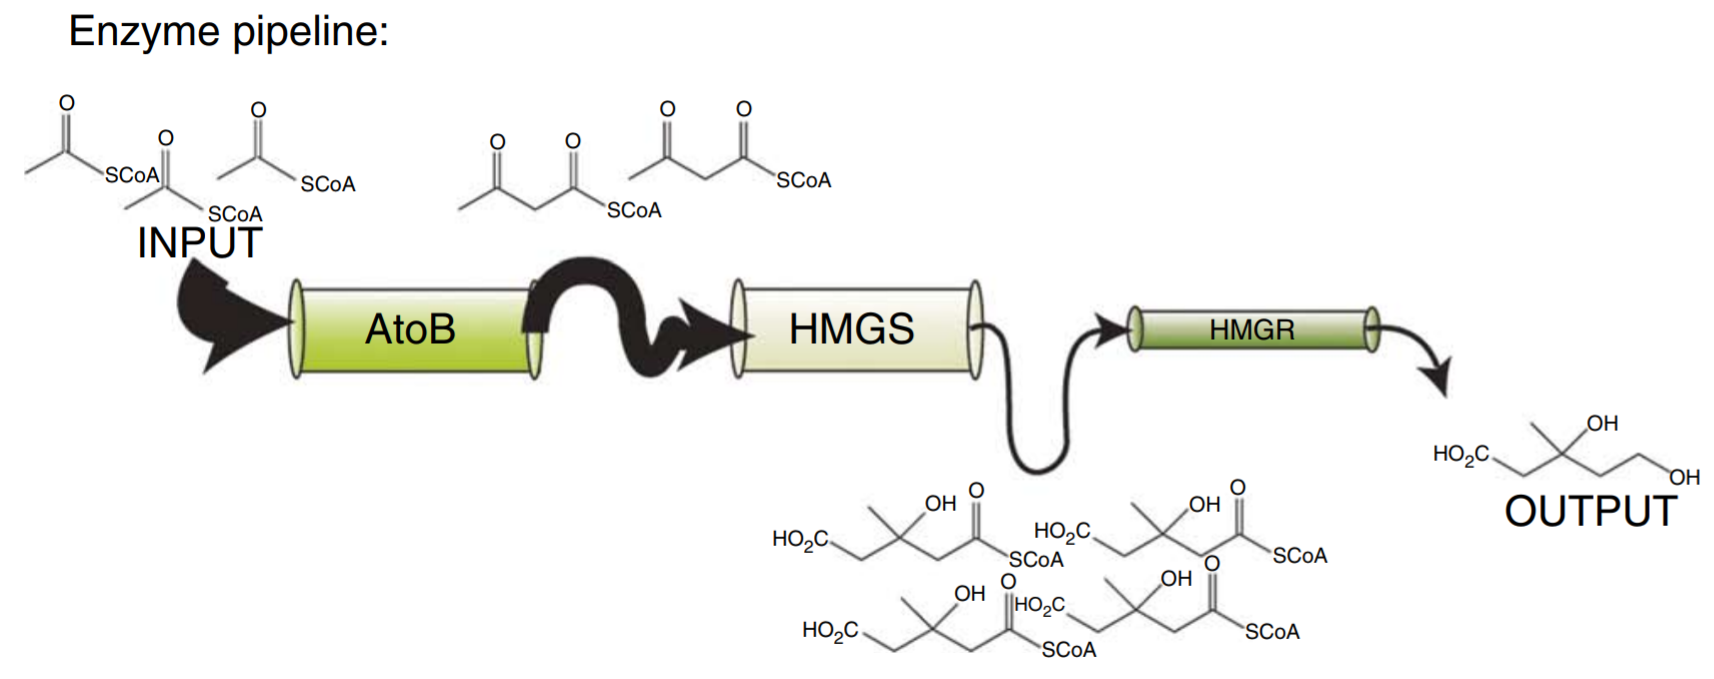 Enzyme pipeline:
O
O
O
SCoA
SCoA
SCoA
INPUT
O
O
SCoA
O
O
SCoA
AtoB
HMGS
HMGR
HO₂C
OH
O
SCoA
HO₂C
OH
O
SCoA
HO₂C
OH
O
SCoA
HO₂C
OH
O
SCoA
HO₂C
OH
OH
OUTPUT